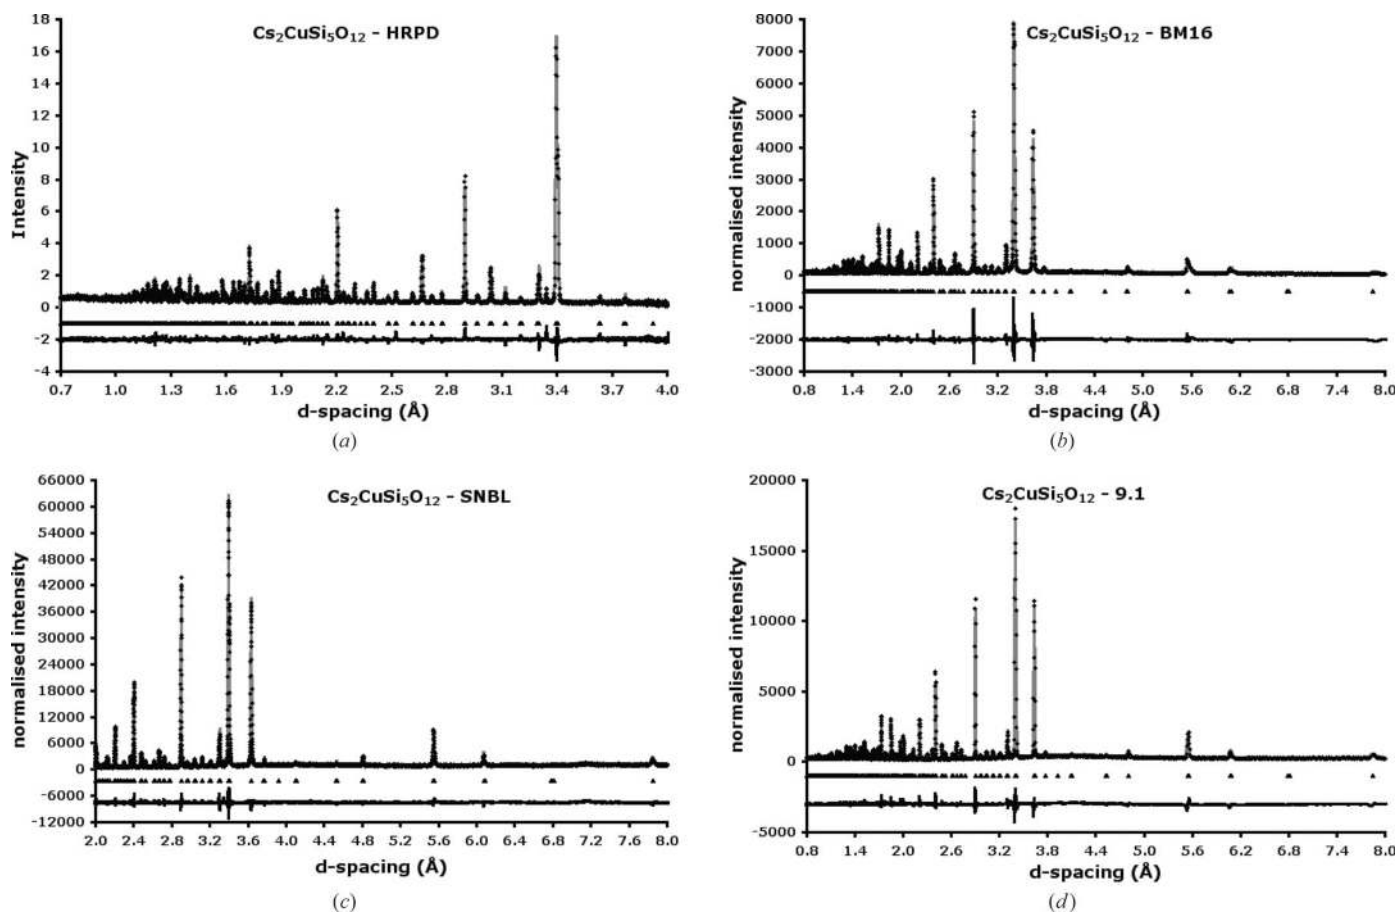 Cs₂CuSi₅O₁₂ - HRPD
Intensity
18
16
14
12
10
8
6
4
2
0
-2
-4
0.7 1.0 1.3 1.6 1.9 2.2 2.5 2.8 3.1 3.4 3.7 4.0
d-spacing (Å)
(a)
Cs₂CuSi₅O₁₂ - BM16
normalised intensity
8000
7000
6000
5000
4000
3000
2000
1000
0
-1000
-2000
-3000
0.8 1.4 2.0 2.6 3.2 3.8 4.4 5.0 5.6 6.2 6.8 7.4 8.0
d-spacing (Å)
(b)
Cs₂CuSi₅O₁₂ - SNBL
normalised intensity
66000
60000
54000
48000
42000
36000
30000
24000
18000
12000
6000
0
-6000
-12000
2.0 2.4 2.8 3.2 3.6 4.0 4.4 4.8 5.2 5.6 6.0 6.4 6.8 7.2 7.6 8.0
d-spacing (Å)
(c)
Cs₂CuSi₅O₁₂ - 9.1
normalised intensity
20000
15000
10000
5000
0
-5000
0.8 1.4 2.0 2.6 3.2 3.8 4.4 5.0 5.6 6.2 6.8 7.4 8.0
d-spacing (Å)
(d)